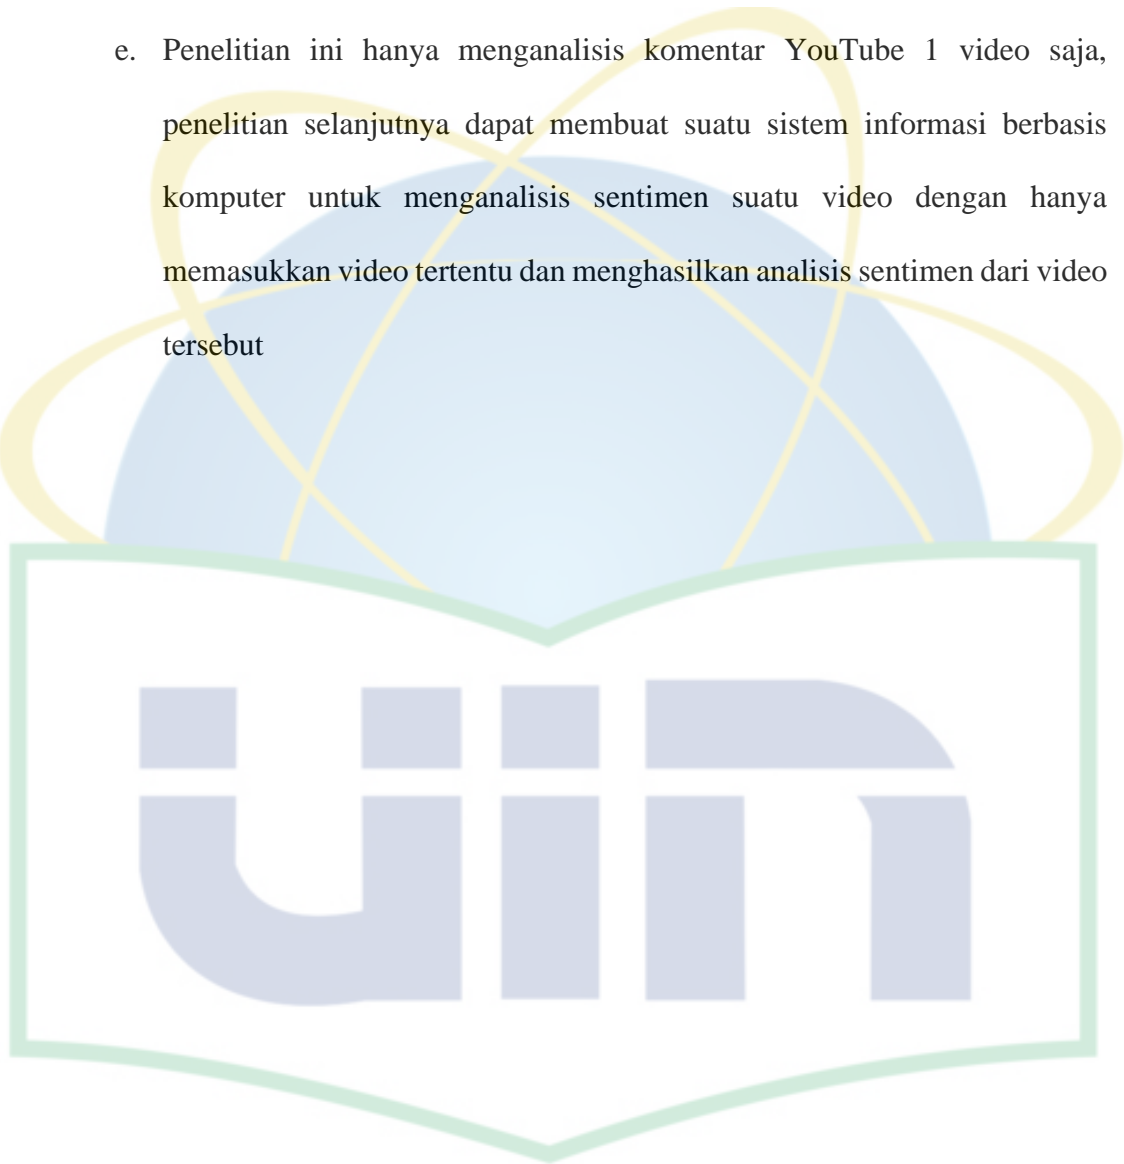 e. Penelitian ini hanya menganalisis komentar YouTube 1 video saja,
penelitian selanjutnya dapat membuat suatu sistem informasi berbasis
komputer untuk menganalisis sentimen suatu video dengan hanya
memasukkan video tertentu dan menghasilkan analisis sentimen dari video
tersebut
uin